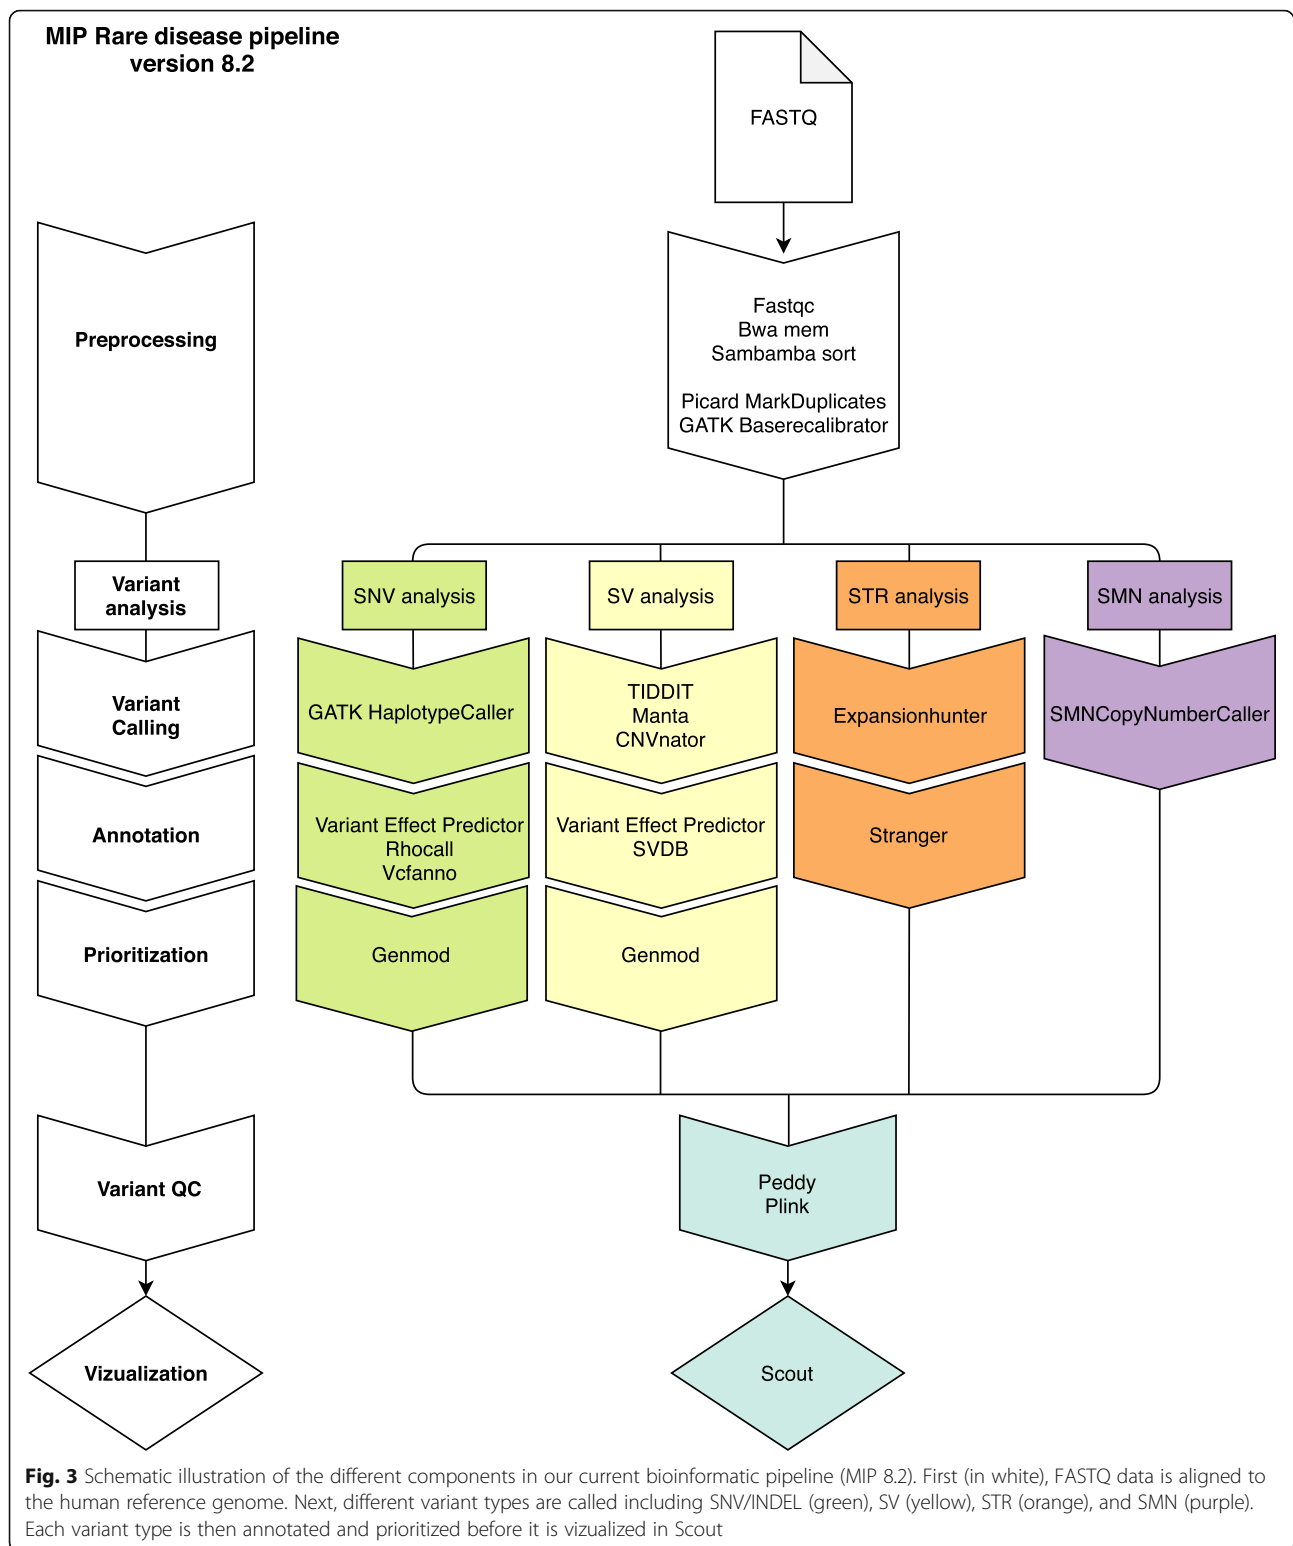 MIP Rare disease pipeline
version 8.2
FASTQ
Preprocessing
Fastqc
Bwa mem
Sambamba sort
Picard MarkDuplicates
GATK Baserecalibrator
Variant
analysis
SNV analysis
SV analysis
STR analysis
SMN analysis
Variant
Calling
GATK HaplotypeCaller
TIDDIT
Manta
CNVnator
Expansionhunter
SMNCopyNumberCaller
Annotation
Variant Effect Predictor
Rhocall
Vcfanno
Variant Effect Predictor
SVDB
Stranger
Prioritization
Genmod
Genmod
Variant QC
Peddy
Plink
Vizualization
Scout
Fig. 3 Schematic illustration of the different components in our current bioinformatic pipeline (MIP 8.2). First (in white), FASTQ data is aligned to
the human reference genome. Next, different variant types are called including SNV/INDEL (green), SV (yellow), STR (orange), and SMN (purple).
Each variant type is then annotated and prioritized before it is vizualized in Scout